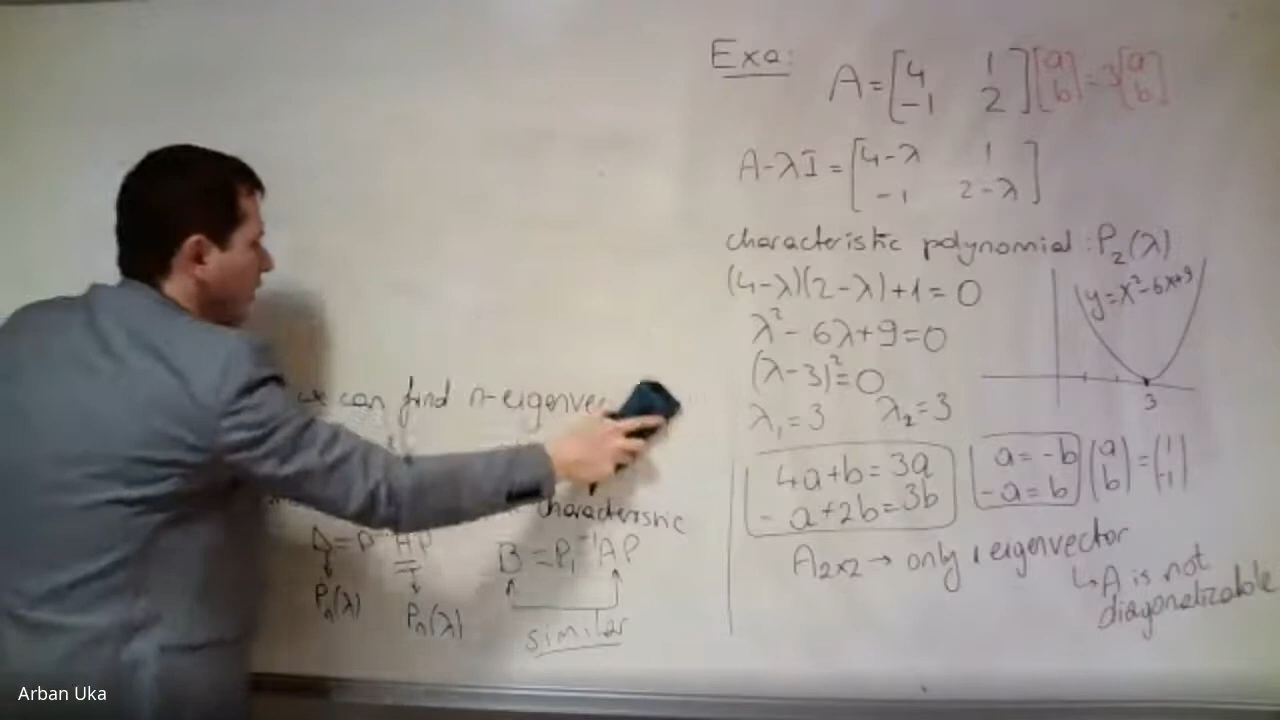 we can find n-eigenvec
characteristic
D = P⁻¹AP
Pₙ(λ)
Pₙ(λ)
B = P₁⁻¹AP
similar
Exa:
A = [4 1; -1 2] [a; b] = 3 [a; b]
A-λI = [4-λ 1; -1 2-λ]
characteristic polynomial : P₂(λ)
(4-λ)(2-λ)+1 = 0
λ² - 6λ+9=0
(λ-3)²=0
λ₁ = 3 λ₂ = 3
y = x² - 6x+9
3
4a+b = 3a
- a+2b = 3b
a = -b
-a = b
(a; b) = (1; -1)
A₂ₓ₂ → only 1 eigenvector
↳ A is not
diagonalizable
Arban Uka